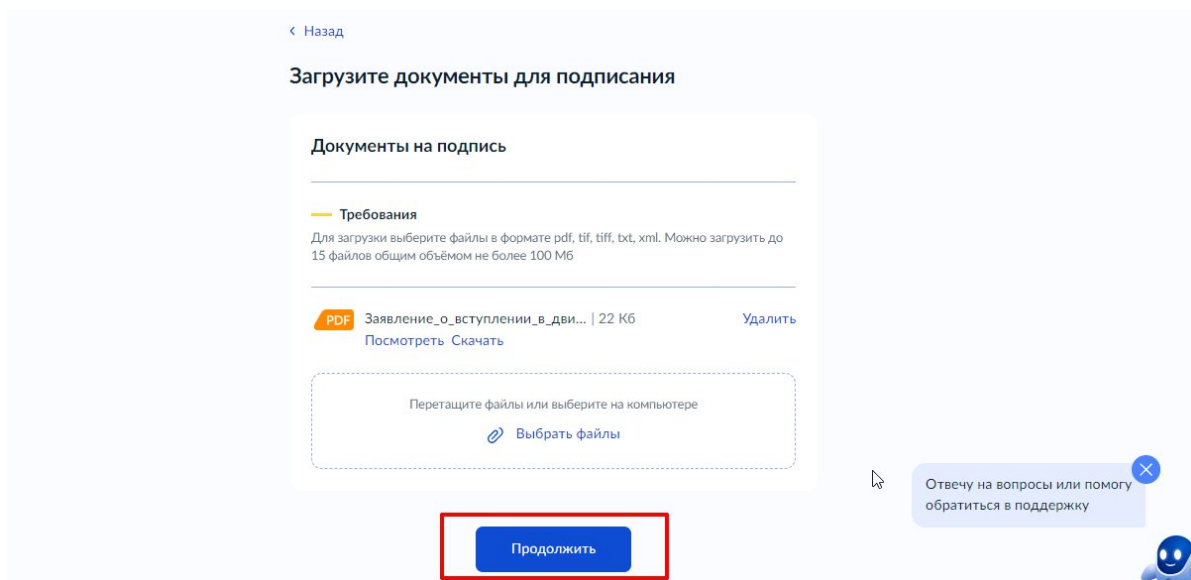 Назад
Загрузите документы для подписания
Документы на подпись
Требования
Для загрузки выберите файлы в формате pdf, tif, tiff, txt, xml. Можно загрузить до
15 файлов общим объёмом не более 100 Мб
PDF Заявление_о_вступлении_в_дви... | 22 Кб Удалить
Посмотреть Скачать
Перетащите файлы или выберите на компьютере
Выбрать файлы
Отвечу на вопросы или помогу
обратиться в поддержку
Продолжить